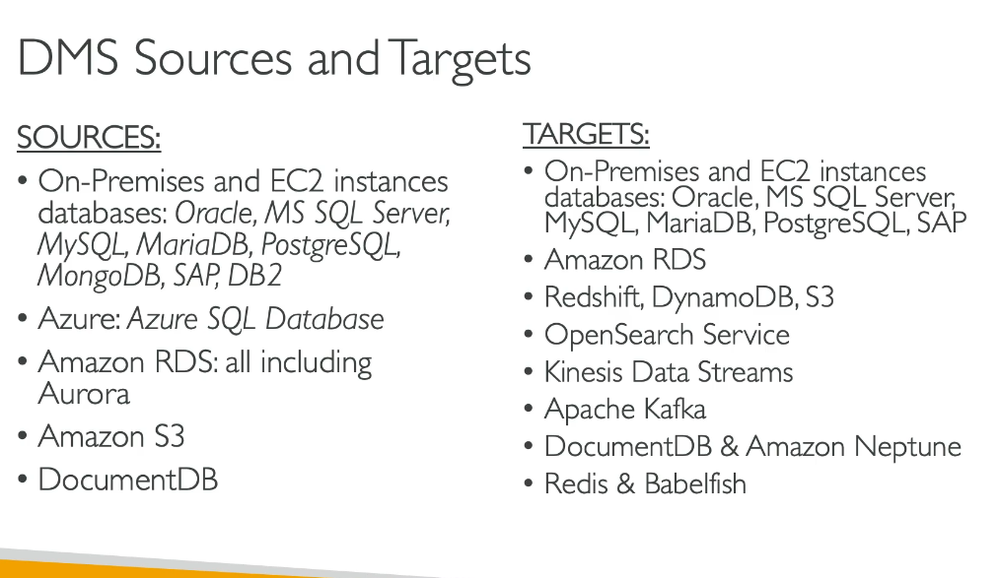 DMS Sources and Targets
SOURCES:
• On-Premises and EC2 instances
databases: Oracle, MS SQL Server,
MySQL, MariaDB, PostgreSQL,
MongoDB, SAP, DB2
• Azure: Azure SQL Database
• Amazon RDS: all including
Aurora
• Amazon S3
• DocumentDB
TARGETS:
• On-Premises and EC2 instances
databases: Oracle, MS SQL Server,
MySQL, MariaDB, PostgreSQL, SAP
• Amazon RDS
• Redshift, DynamoDB, S3
• OpenSearch Service
• Kinesis Data Streams
• Apache Kafka
• DocumentDB & Amazon Neptune
• Redis & Babelfish